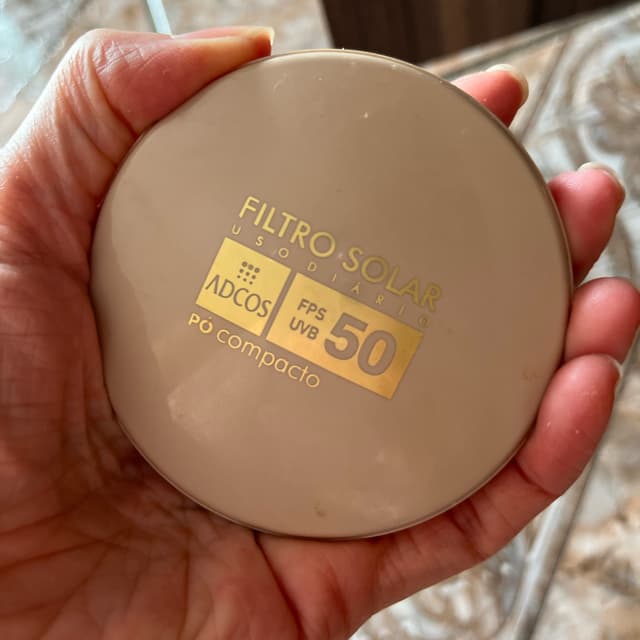 FILTRO SOLAR
USO DIÁRIO
ADCOS
FPS
UVB
50
PÓ compacto